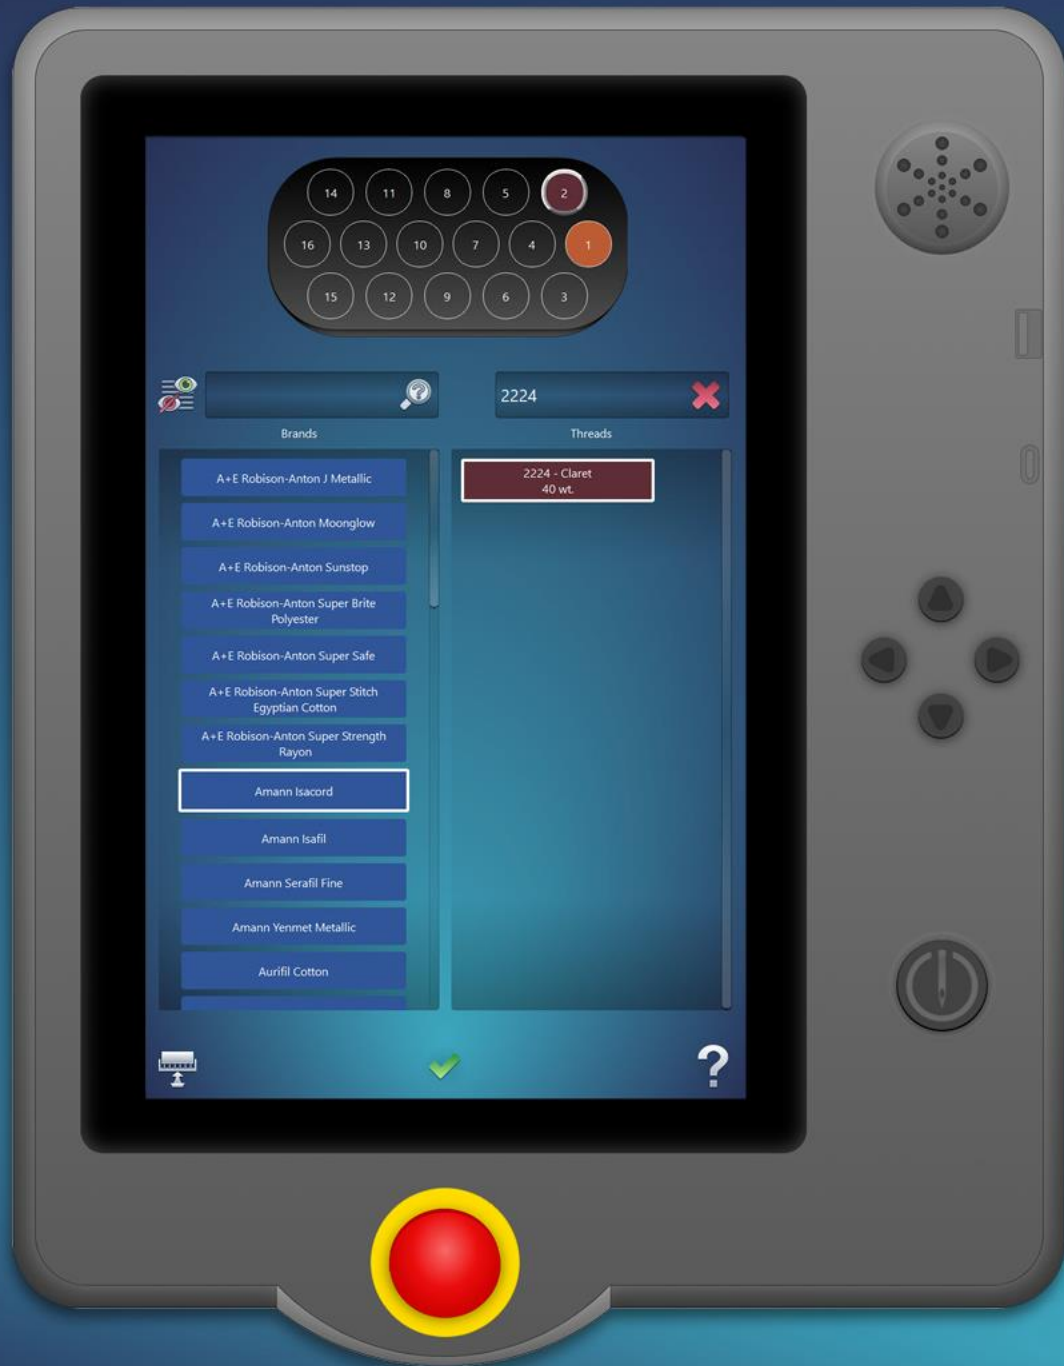 14 11 8 5 2
16 13 10 7 4 1
15 12 9 6 3
2224
Brands
Threads
A+E Robison-Anton J Metallic
A+E Robison-Anton Moonglow
A+E Robison-Anton Sunstop
A+E Robison-Anton Super Brite
Polyester
A+E Robison-Anton Super Safe
A+E Robison-Anton Super Stitch
Egyptian Cotton
A+E Robison-Anton Super Strength
Rayon
Amann Isacord
Amann Isafil
Amann Serafil Fine
Amann Yenmet Metallic
Aurifil Cotton
2224 - Claret
40 wt.
?